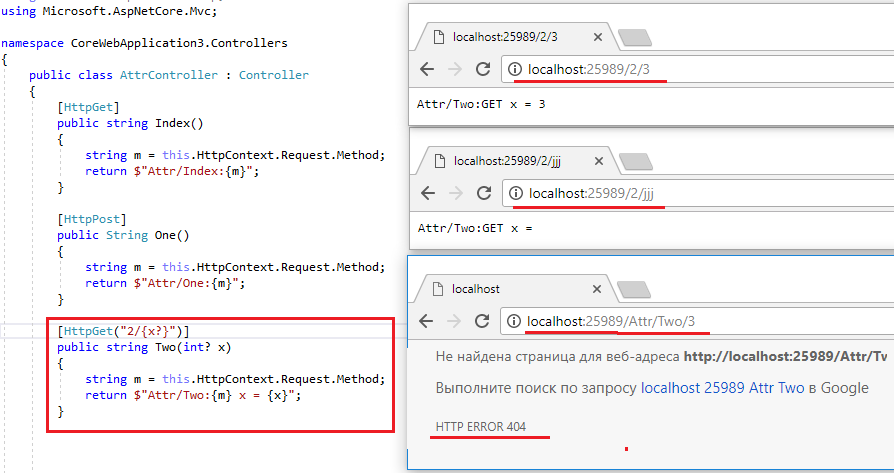 using Microsoft.AspNetCore.Mvc;
namespace CoreWebApplication3.Controllers
{
    public class AttrController : Controller
    {
        [HttpGet]
        public string Index()
        {
            string m = this.HttpContext.Request.Method;
            return $"Attr/Index:{m}";
        }
        [HttpPost]
        public String One()
        {
            string m = this.HttpContext.Request.Method;
            return $"Attr/One:{m}";
        }
        [HttpGet("2/{x?}")]
        public string Two(int? x)
        {
            string m = this.HttpContext.Request.Method;
            return $"Attr/Two:{m} x = {x}";
        }
localhost:25989/2/3
localhost:25989/2/3
Attr/Two:GET x = 3
localhost:25989/2/jjj
localhost:25989/2/jjj
Attr/Two:GET x =
localhost
localhost:25989/Attr/Two/3
Не найдена страница для веб-адреса http://localhost:25989/Attr/Tv
Выполните поиск по запросу localhost 25989 Attr Two в Google
HTTP ERROR 404